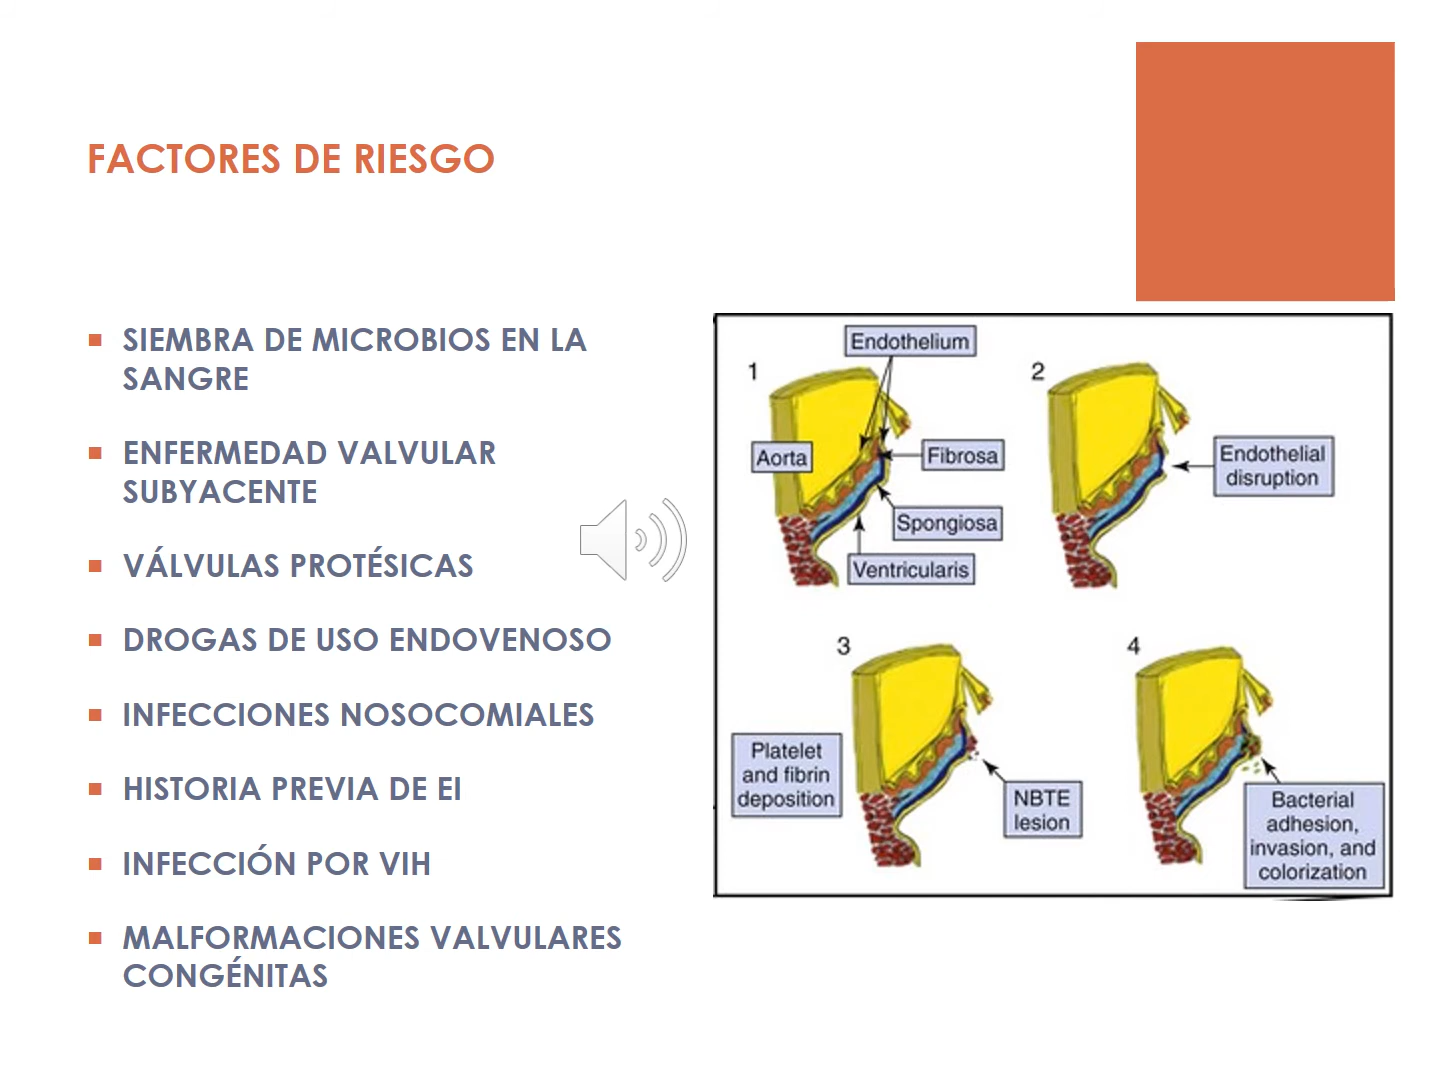 FACTORES DE RIESGO
SIEMBRA DE MICROBIOS EN LA
SANGRE
ENFERMEDAD VALVULAR
SUBYACENTE
VÁLVULAS PROTÉSICAS
DROGAS DE USO ENDOVENOSO
INFECCIONES NOSOCOMIALES
HISTORIA PREVIA DE EI
INFECCIÓN POR VIH
MALFORMACIONES VALVULARES
CONGÉNITAS
1
Endothelium
Aorta
Fibrosa
Spongiosa
Ventricularis
2
Endothelial
disruption
3
Platelet
and fibrin
deposition
NBTE
lesion
4
Bacterial
adhesion,
invasion, and
colorization